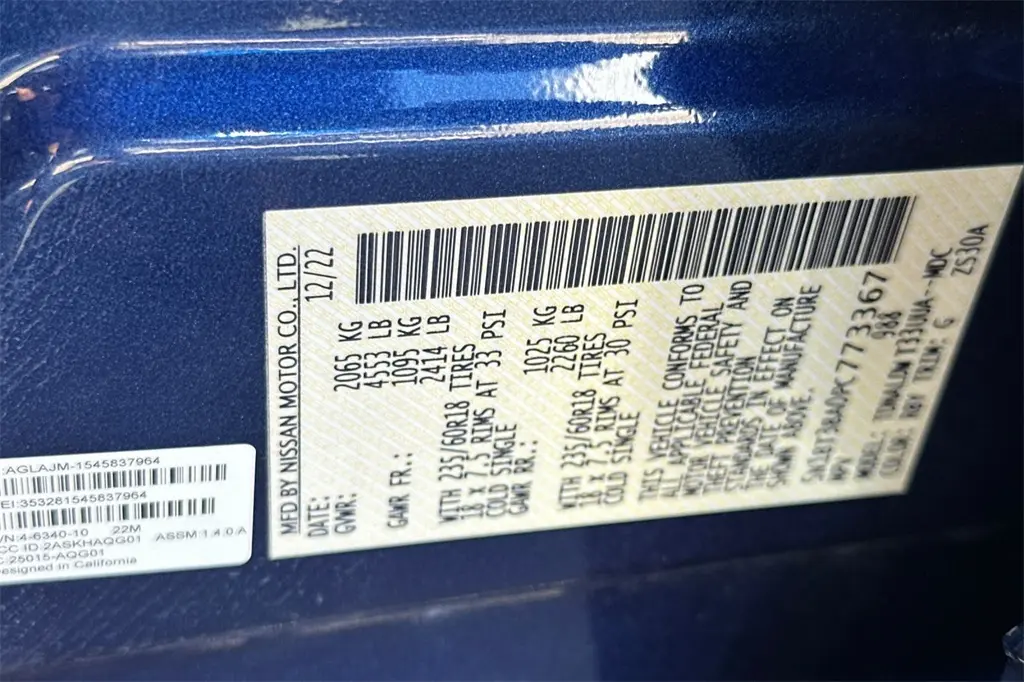 MFD BY NISSAN MOTOR CO., LTD.
DATE: 12/22
GVWR: 2065 KG
4553 LB
GAWR FR.: 1095 KG
2414 LB
WITH 235/60R18 TIRES
18 X 7.5 RIMS AT 33 PSI
COLD SINGLE
GAWR RR.: 1025 KG
2260 LB
WITH 235/60R18 TIRES
18 X 7.5 RIMS AT 30 PSI
COLD SINGLE
THIS VEHICLE CONFORMS TO
ALL APPLICABLE FEDERAL
MOTOR VEHICLE SAFETY AND
THEFT PREVENTION
STANDARDS IN EFFECT ON
THE DATE OF MANUFACTURE
SHOWN ABOVE.
MPV 988
MODEL:
COLOR: RBY TRIM: G ZS30A
:AGLAJM-1545837964
EI:353281545837964
/N:4-6340-10 22M
CC-ID:2ASKHAQG01 ASSM:1.4.0.A
C:25015-AQG01
esigned in California